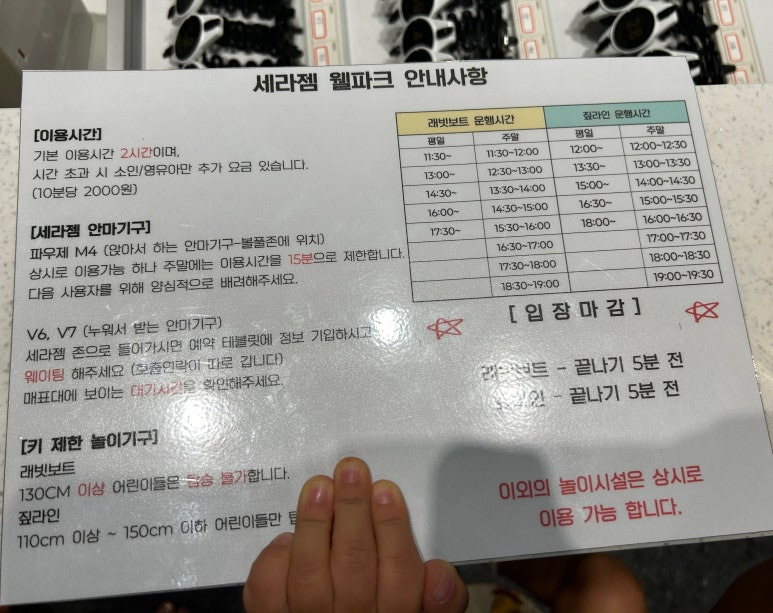 세라젬 웰파크 안내사항
[이용시간]
기본 이용시간 2시간이며,
시간 초과 시 소인/영유아만 추가 요금 있습니다.
(10분당 2000원)
[세라젬 안마기구]
파우제 M4 (앉아서 하는 안마기구-볼풀존에 위치)
상시로 이용가능 하나 주말에는 이용시간을 15분으로 제한합니다.
다음 사용자를 위해 양심적으로 배려해주세요.
V6, V7 (누워서 받는 안마기구)
세라젬 존으로 들어가시면 예약 테블릿에 정보 기입하시고
웨이팅 해주세요 (호출연락이 따로 갑니다)
매표대에 보이는 대기시간을 확인해주세요.
[키 제한 놀이기구]
래빗보트
130CM 이상 어린이들은 탑승 불가합니다.
짚라인
110cm 이상 ~ 150cm 이하 어린이들만
래빗보트 운행시간 질라인 운행시간
평일 주말 평일 주말
11:30~ 11:30~12:00 12:00~ 12:00~12:30
13:00~ 12:30~13:00 13:30~ 13:00~13:30
14:30~ 13:30~14:00 15:00~ 14:00~14:30
16:00~ 14:30~15:00 16:30~ 15:00~15:30
17:30~ 15:30~16:00 18:00~ 16:00~16:30
16:30~17:00 17:00~17:30
17:30~18:00 18:00~18:30
18:30~19:00 19:00~19:30
[ 입 장 마 감 ]
래빗보트 - 끝나기 5분 전
라인 - 끝나기 5분 전
이외의 놀이시설은 상시로
이용 가능 합니다.